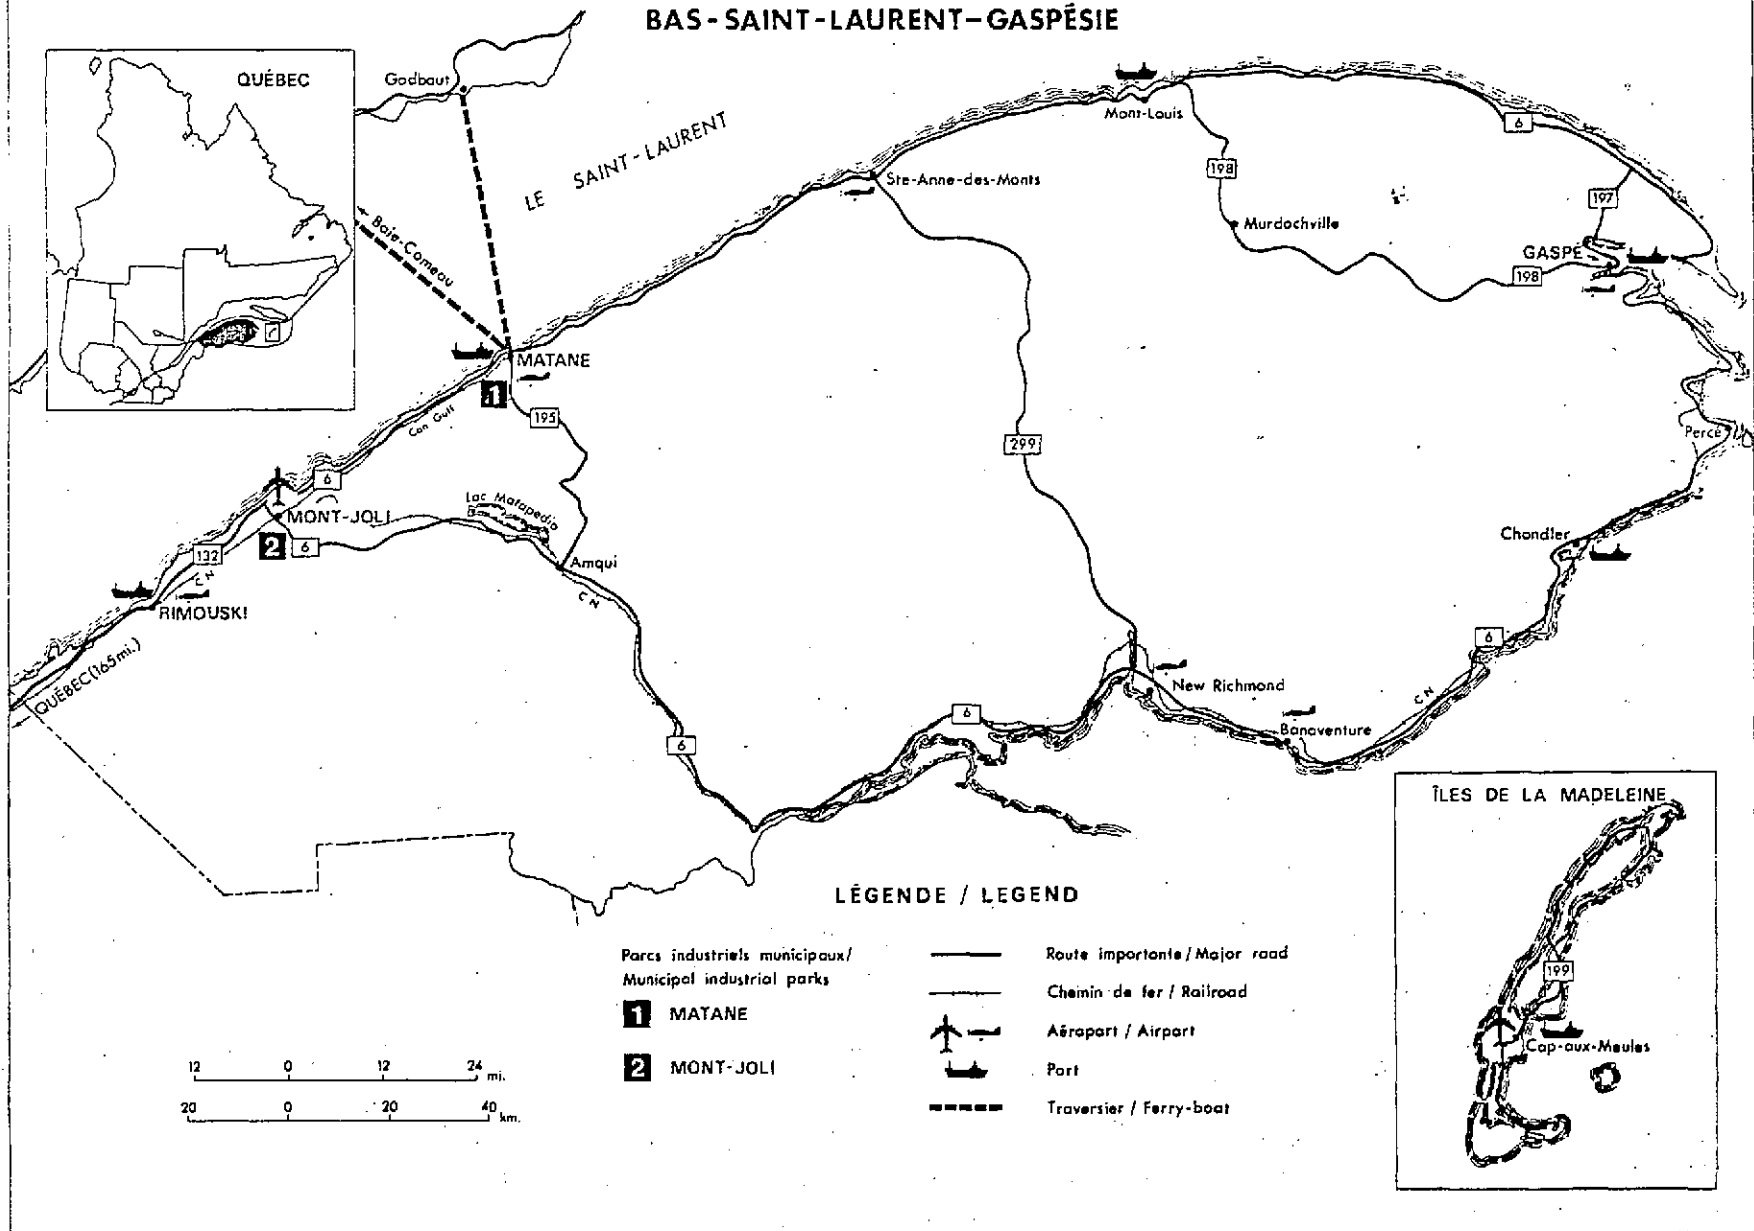 BAS-SAINT-LAURENT–GASPÉSIE
QUÉBEC
Godbout
LE SAINT-LAURENT
Baie-Comeau
Mont-Louis
6
Ste-Anne-des-Monts
198
197
Murdochville
GASPÉ
198
MATANE
1
195
Can Gulf
299
Percé
6
Lac Matapedia
MONT-JOLI
2
6
132
CN
Amqui
CN
Chandler
RIMOUSKI
QUÉBEC (165 mi.)
6
New Richmond
CN
6
6
Bonaventure
ÎLES DE LA MADELEINE
199
Cap-aux-Meules
LÉGENDE / LEGEND
Parcs industriels municipaux/
Municipal industrial parks
1 MATANE
2 MONT-JOLI
Route importante / Major road
Chemin de fer / Railroad
Aéroport / Airport
Port
Traversier / Ferry-boat
12 0 12 24 mi.
20 0 20 40 km.